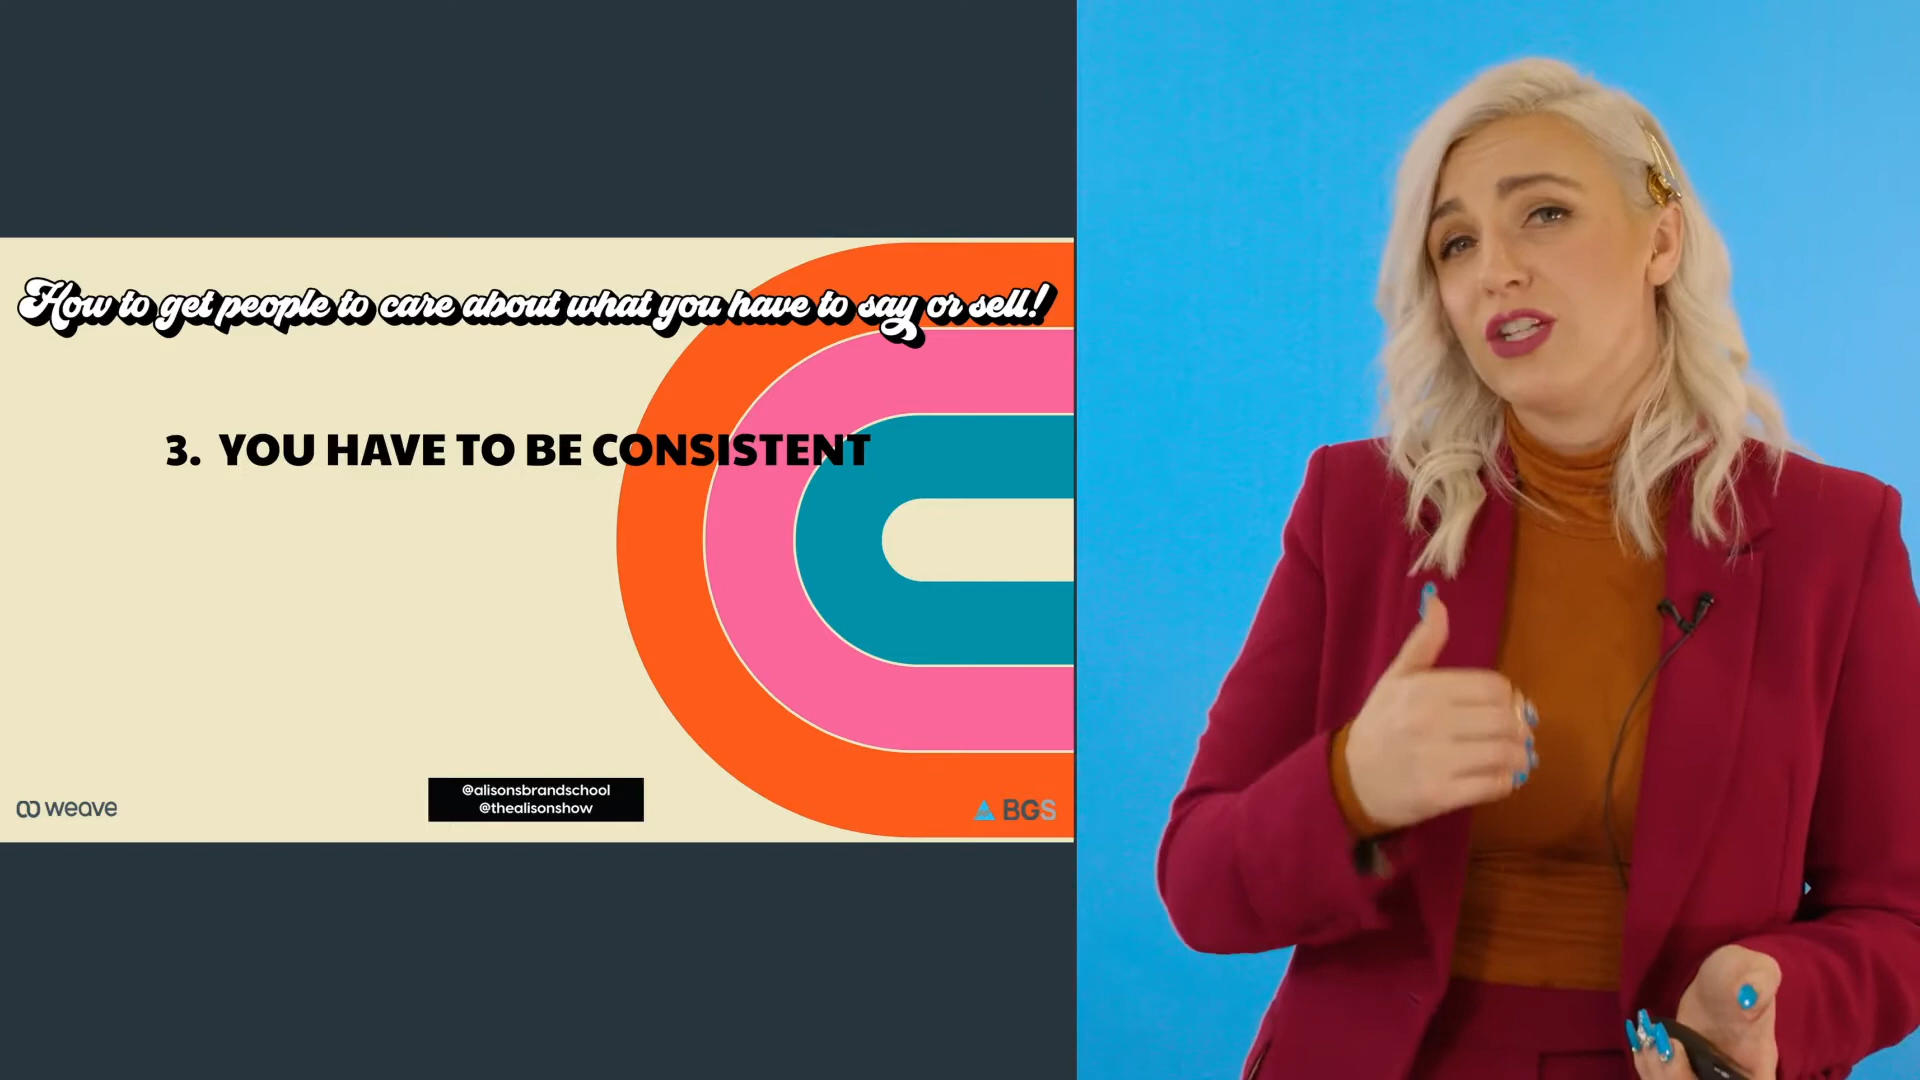 How to get people to care about what you have to say or sell!
3. YOU HAVE TO BE CONSISTENT
@alisonsbrandschool
@thealisonshow
weave
BGS